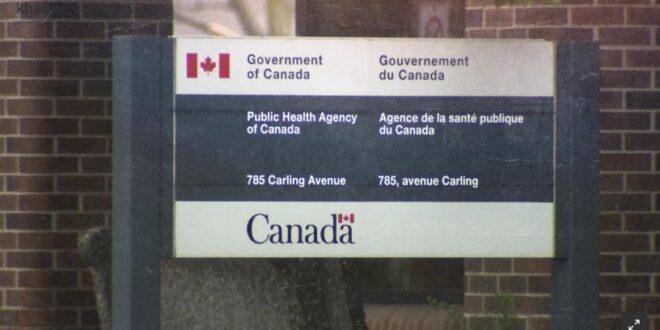 Government
of Canada
Gouvernement
du Canada
Public Health Agency
of Canada
Agence de la santé publique
du Canada
785 Carling Avenue
785, avenue Carling
Canada